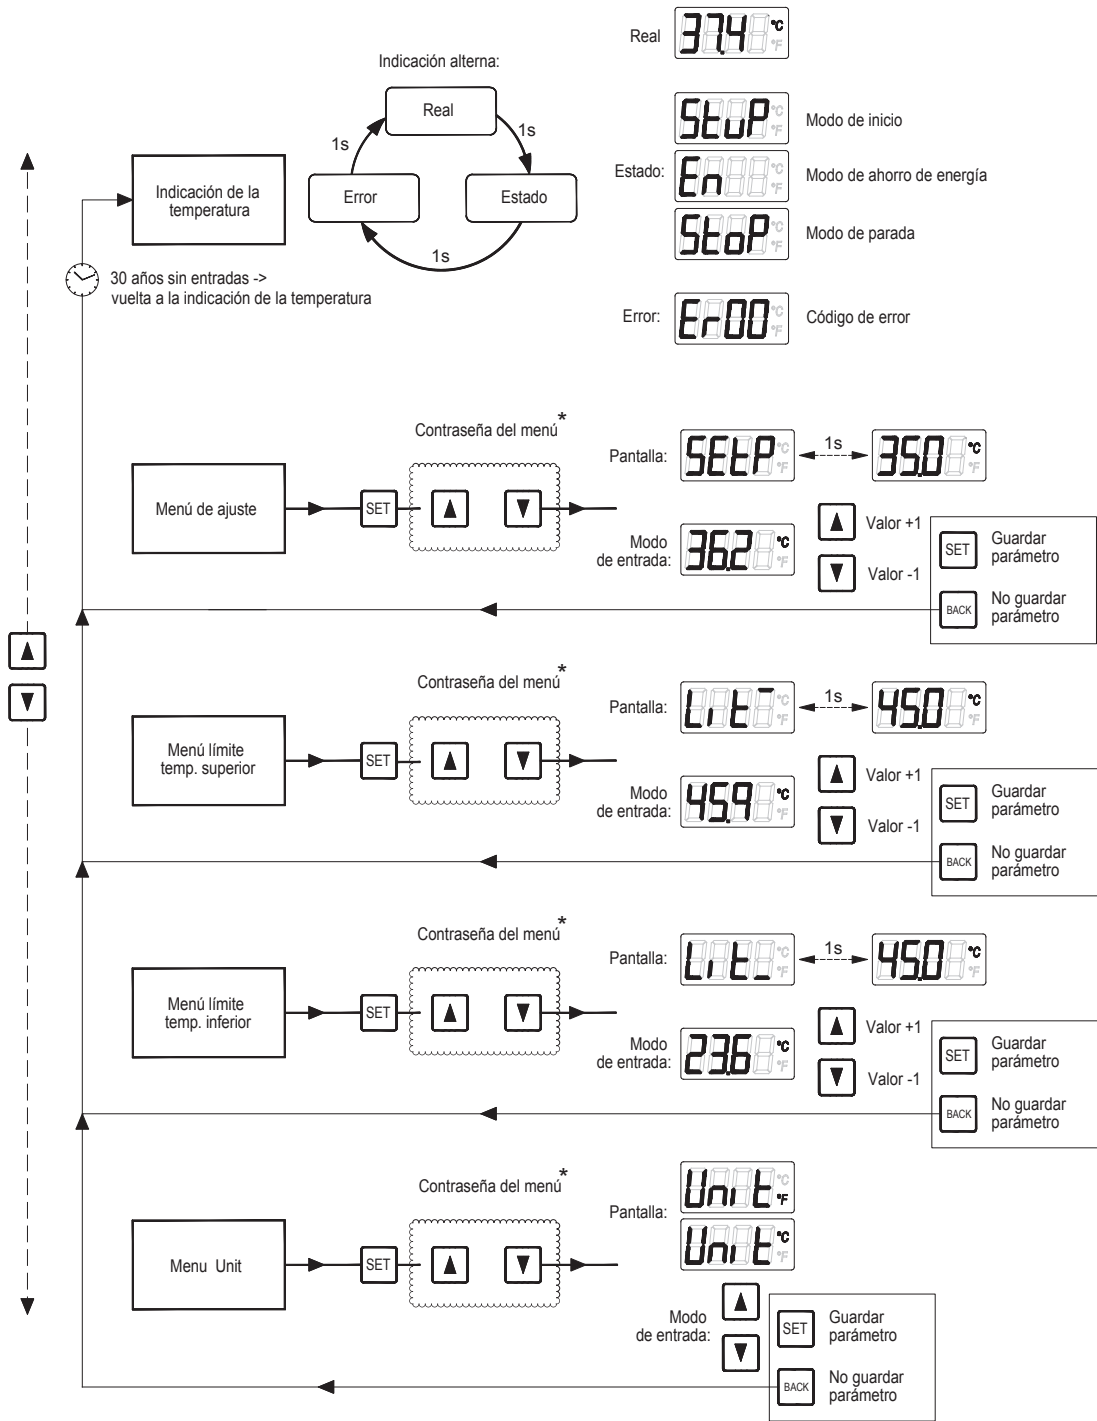 Real
37.4 °C °F
Indicación alterna:
Real
1s
1s
Error
Estado
1s
Indicación de la
temperatura
30 años sin entradas ->
vuelta a la indicación de la temperatura
Estado:
StuP °C °F
Modo de inicio
En °C °F
Modo de ahorro de energía
StoP °C °F
Modo de parada
Error:
Er00 °C °F
Código de error
Contraseña del menú*
Menú de ajuste
SET
Pantalla:
SEtP °C °F
1s
35.0 °C °F
Modo
de entrada:
36.2 °C °F
Valor +1
Valor -1
SET
Guardar
parámetro
BACK
No guardar
parámetro
Contraseña del menú*
Menú límite
temp. superior
SET
Pantalla:
Lit¯ °C °F
1s
45.0 °C °F
Modo
de entrada:
45.9 °C °F
Valor +1
Valor -1
SET
Guardar
parámetro
BACK
No guardar
parámetro
Contraseña del menú*
Menú límite
temp. inferior
SET
Pantalla:
Lit_ °C °F
1s
45.0 °C °F
Modo
de entrada:
23.6 °C °F
Valor +1
Valor -1
SET
Guardar
parámetro
BACK
No guardar
parámetro
Contraseña del menú*
Menu Unit
SET
Pantalla:
Unit °C °F
Unit °C °F
Modo
de entrada:
SET
Guardar
parámetro
BACK
No guardar
parámetro